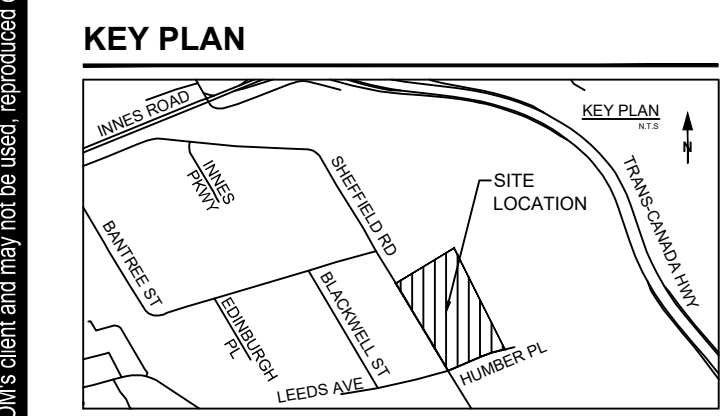 OM's client and may not be used, reproduced
KEY PLAN
INNES ROAD
KEY PLAN
N.T.S
N
INNES
PKWY
SHEFFIELD RD
SITE
LOCATION
TRANS-CANADA HWY
BANTREE ST
EDINBURGH
PL
BLACKWELL ST
LEEDS AVE
HUMBER PL